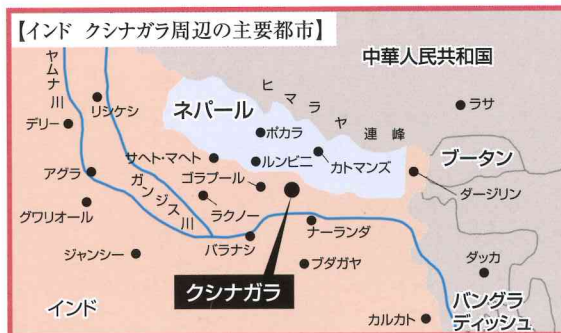 【インド クシナガラ周辺の主要都市】
中華人民共和国
ヤムナ川
リシケシ
デリー
ネパール
ヒマラヤ連峰
ラサ
ポカラ
サヘト・マヘト
ルンビニ
カトマンズ
ブータン
アグラ
ガンジス川
ゴラプール
ダージリン
グワリオール
ラクノー
ナーランダ
ジャンシー
バラナシ
ブダガヤ
ダッカ
クシナガラ
インド
カルカト
バングラ
ディッシュ